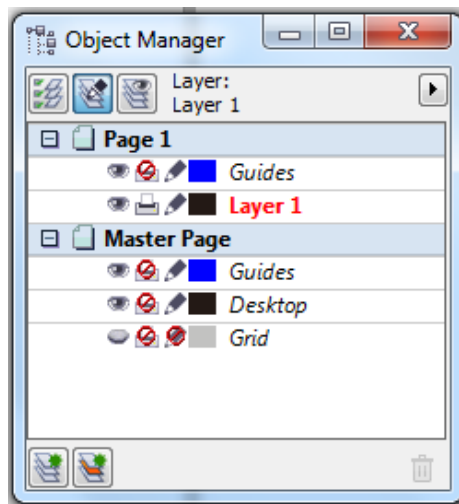 Object Manager
Layer:
Layer 1
Page 1
Guides
Layer 1
Master Page
Guides
Desktop
Grid